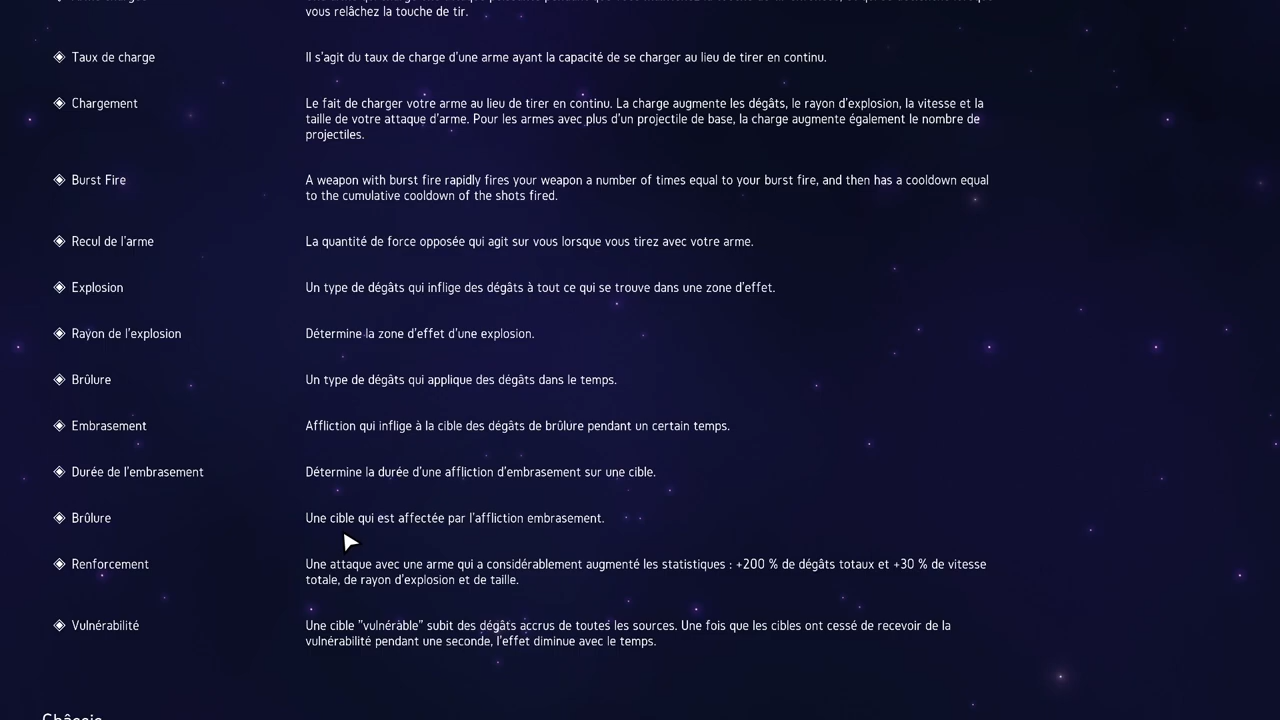 vous relâchez la touche de tir.
Taux de charge
Il s'agit du taux de charge d'une arme ayant la capacité de se charger au lieu de tirer en continu.
Chargement
Le fait de charger votre arme au lieu de tirer en continu. La charge augmente les dégâts, le rayon d'explosion, la vitesse et la
taille de votre attaque d'arme. Pour les armes avec plus d'un projectile de base, la charge augmente également le nombre de
projectiles.
Burst Fire
A weapon with burst fire rapidly fires your weapon a number of times equal to your burst fire, and then has a cooldown equal
to the cumulative cooldown of the shots fired.
Recul de l'arme
La quantité de force opposée qui agit sur vous lorsque vous tirez avec votre arme.
Explosion
Un type de dégâts qui inflige des dégâts à tout ce qui se trouve dans une zone d'effet.
Rayon de l'explosion
Détermine la zone d'effet d'une explosion.
Brûlure
Un type de dégâts qui applique des dégâts dans le temps.
Embrasement
Affliction qui inflige à la cible des dégâts de brûlure pendant un certain temps.
Durée de l'embrasement
Détermine la durée d'une affliction d'embrasement sur une cible.
Brûlure
Une cible qui est affectée par l'affliction embrasement.
Renforcement
Une attaque avec une arme qui a considérablement augmenté les statistiques : +200 % de dégâts totaux et +30 % de vitesse
totale, de rayon d'explosion et de taille.
Vulnérabilité
Une cible "vulnérable" subit des dégâts accrus de toutes les sources. Une fois que les cibles ont cessé de recevoir de la
vulnérabilité pendant une seconde, l'effet diminue avec le temps.
Châssis